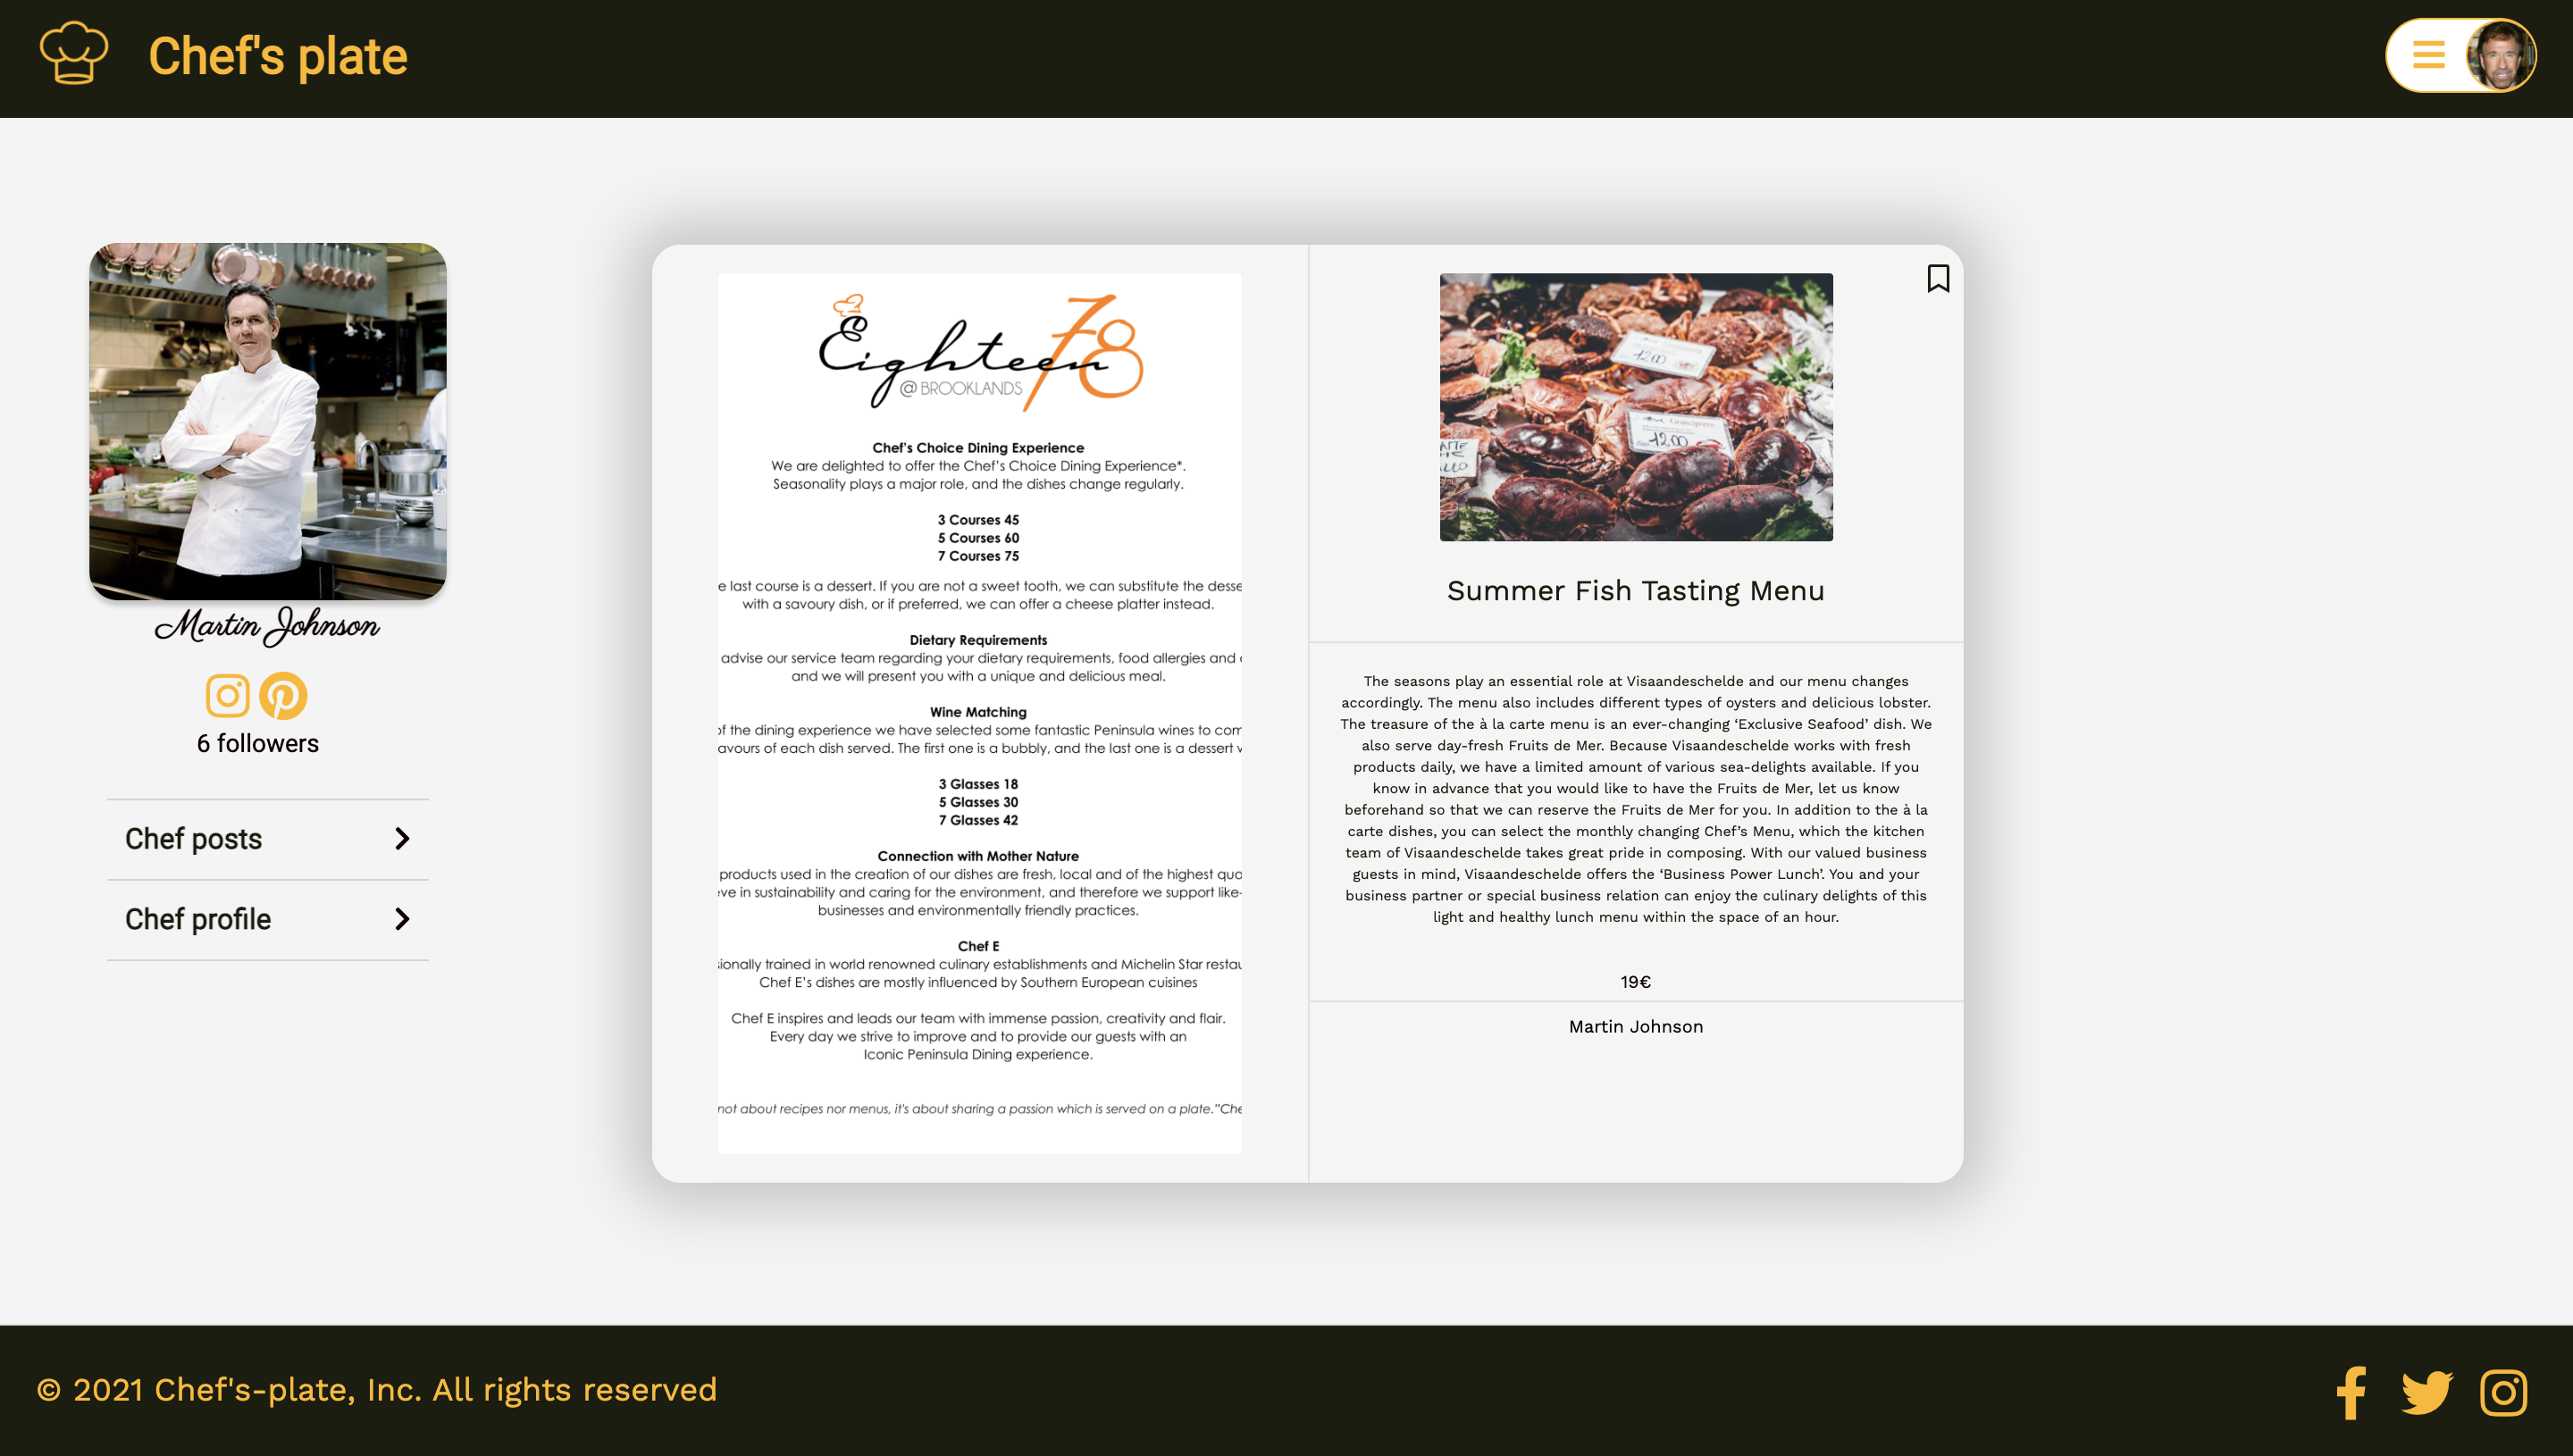 Chef's plate
Martin Johnson
6 followers
Chef posts
Chef profile
Eighteen 78
@ BROOKLANDS
Chef's Choice Dining Experience
We are delighted to offer the Chef's Choice Dining Experience*.
Seasonality plays a major role, and the dishes change regularly.
3 Courses 45
5 Courses 60
7 Courses 75
e last course is a dessert. If you are not a sweet tooth, we can substitute the desse
with a savoury dish, or if preferred, we can offer a cheese platter instead.
Dietary Requirements
advise our service team regarding your dietary requirements, food allergies and
and we will present you with a unique and delicious meal.
Wine Matching
of the dining experience we have selected some fantastic Peninsula wines to com
avours of each dish served. The first one is a bubbly, and the last one is a dessert
3 Glasses 18
5 Glasses 30
7 Glasses 42
Connection with Mother Nature
products used in the creation of our dishes are fresh, local and of the highest qua
eve in sustainability and caring for the environment, and therefore we support like-
businesses and environmentally friendly practices.
Chef E
sionally trained in world renowned culinary establishments and Michelin Star restau
Chef E's dishes are mostly influenced by Southern European cuisines
Chef E inspires and leads our team with immense passion, creativity and flair.
Every day we strive to improve and to provide our guests with an
Iconic Peninsula Dining experience.
not about recipes nor menus, it's about sharing a passion which is served on a plate."Che
1200
1200
Summer Fish Tasting Menu
The seasons play an essential role at Visaandeschelde and our menu changes
accordingly. The menu also includes different types of oysters and delicious lobster.
The treasure of the à la carte menu is an ever-changing ‘Exclusive Seafood’ dish. We
also serve day-fresh Fruits de Mer. Because Visaandeschelde works with fresh
products daily, we have a limited amount of various sea-delights available. If you
know in advance that you would like to have the Fruits de Mer, let us know
beforehand so that we can reserve the Fruits de Mer for you. In addition to the à la
carte dishes, you can select the monthly changing Chef’s Menu, which the kitchen
team of Visaandeschelde takes great pride in composing. With our valued business
guests in mind, Visaandeschelde offers the ‘Business Power Lunch’. You and your
business partner or special business relation can enjoy the culinary delights of this
light and healthy lunch menu within the space of an hour.
19€
Martin Johnson
© 2021 Chef's-plate, Inc. All rights reserved